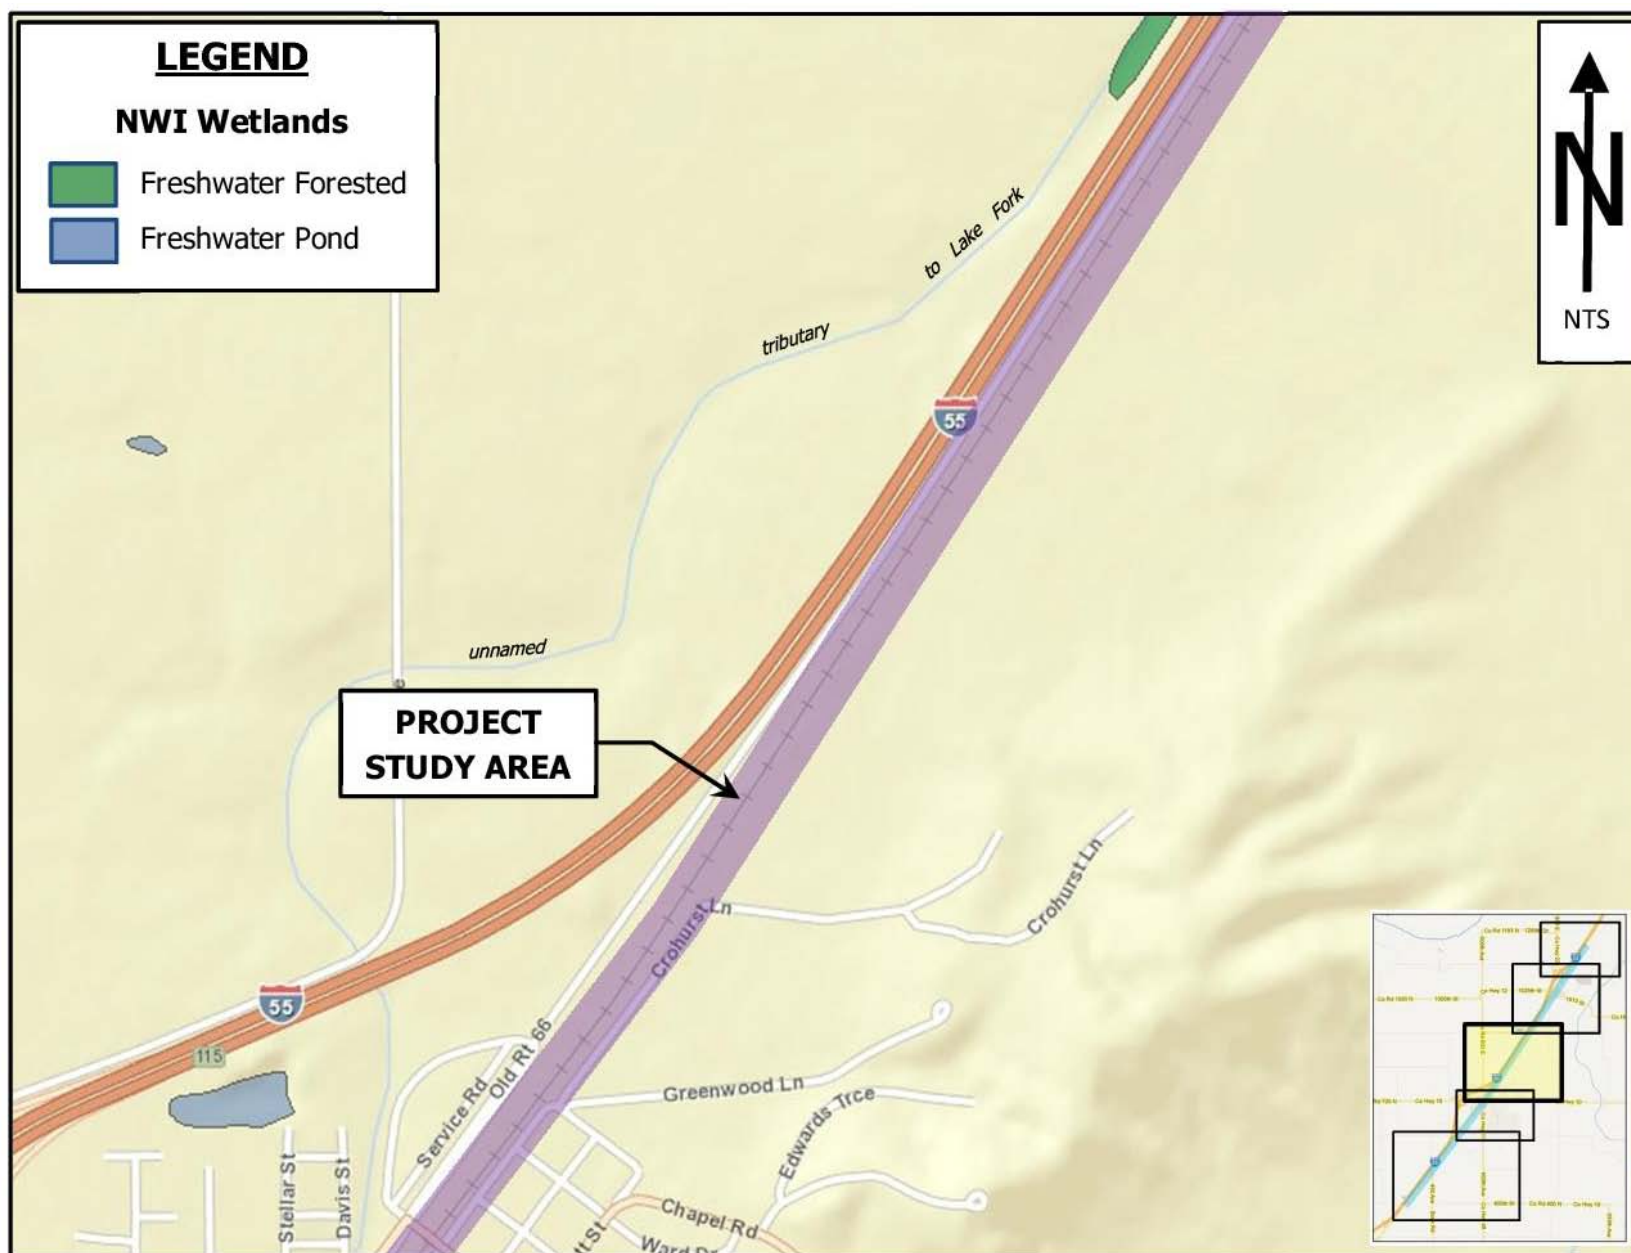 LEGEND
NWI Wetlands
Freshwater Forested
Freshwater Pond
N
NTS
to Lake Fork
tributary
55
unnamed
PROJECT
STUDY AREA
Crohurst Ln
Crohurst Ln
55
115
Old Rt 66
Service Rd
Greenwood Ln
Edwards Trce
Stellar St
Davis St
Chapel Rd